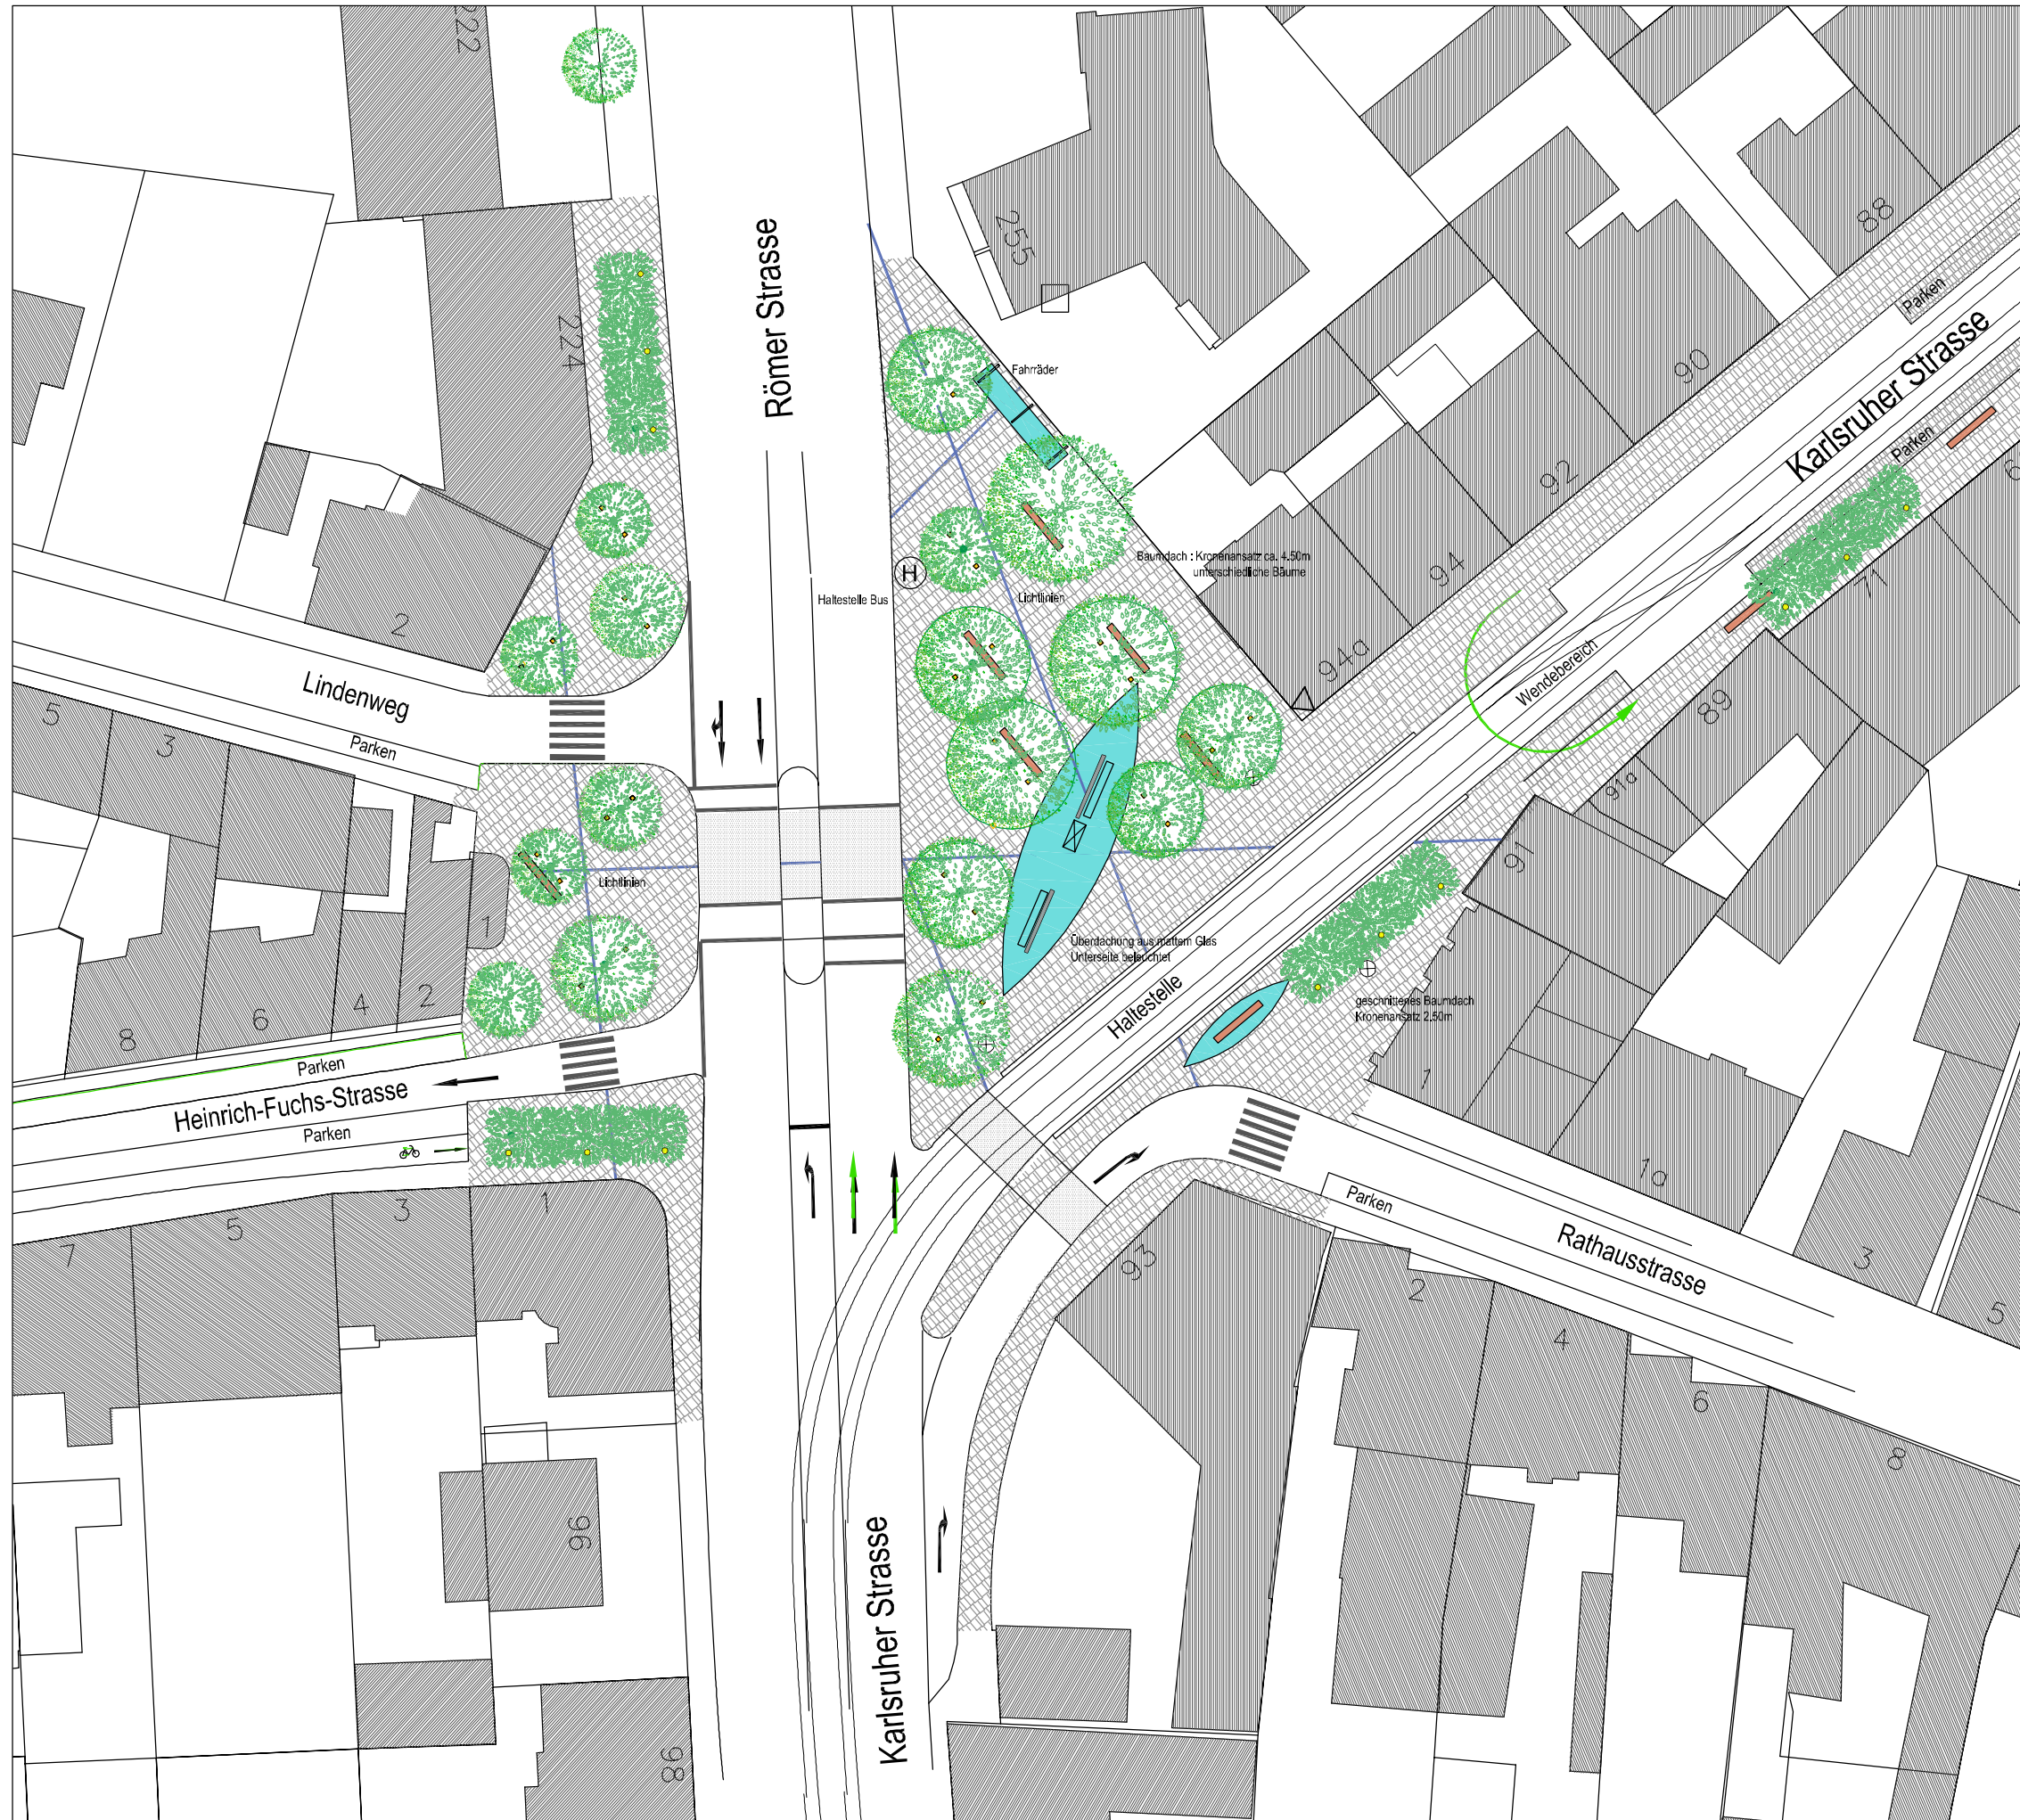 222
Römer Strasse
255
88
Parken
Karlsruher Strasse
90
Parken
224
Fahrräder
92
Baumdach : Kronenansatz ca. 4.50m
unterschiedliche Bäume
94
71
H
Haltestelle Bus
Lichtlinien
2
94a
Wendebereich
89
Lindenweg
5
3
Parken
91a
91
Lichtlinien
1
Überdachung aus mattem Glas
Unterseite beleuchtet
Haltestelle
geschnittenes Baumdach
Kronenansatz 2.50m
8
6
4
2
1
Parken
Heinrich-Fuchs-Strasse
Parken
1a
Parken
Rathausstrasse
3
5
7
5
3
1
93
2
4
6
8
96
Karlsruher Strasse
98